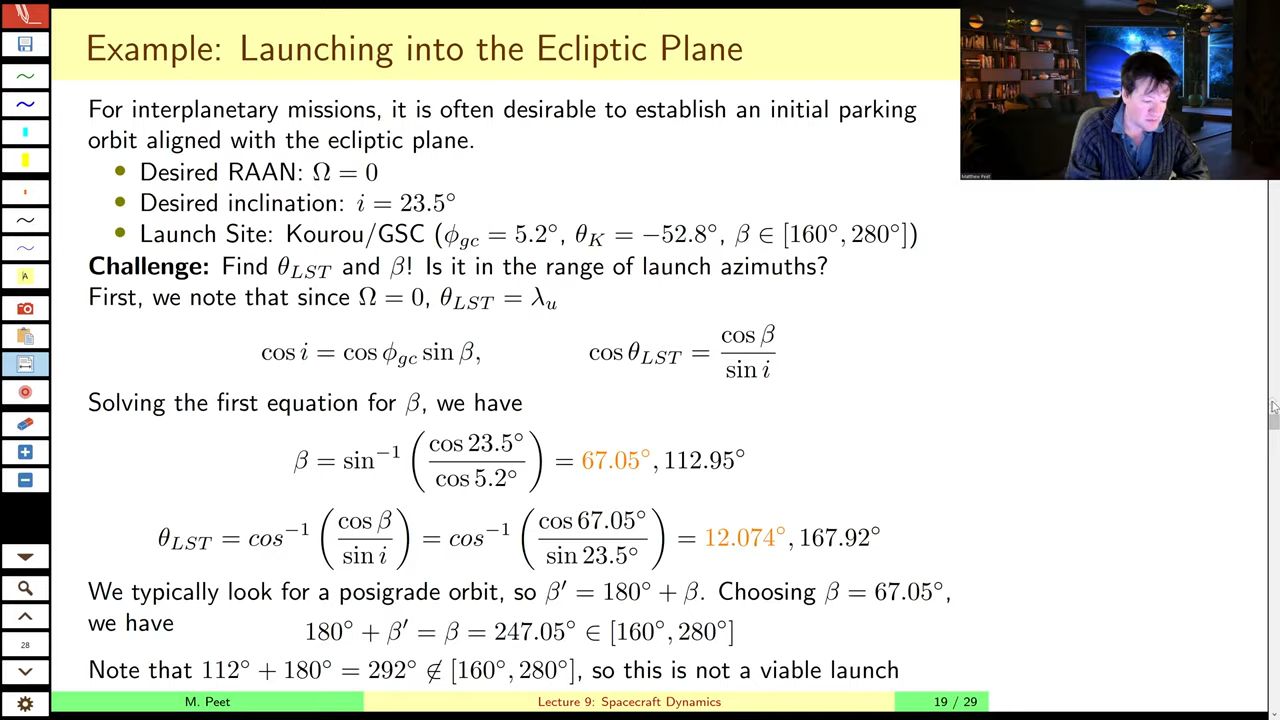 Example: Launching into the Ecliptic Plane
For interplanetary missions, it is often desirable to establish an initial parking
orbit aligned with the ecliptic plane.
• Desired RAAN: Ω = 0
• Desired inclination: i = 23.5°
• Launch Site: Kourou/GSC (ϕ_gc = 5.2°, θ_K = −52.8°, β ∈ [160°, 280°])
Challenge: Find θ_LST and β! Is it in the range of launch azimuths?
First, we note that since Ω = 0, θ_LST = λ_u
cos i = cos ϕ_gc sin β, cos θ_LST = cos β / sin i
Solving the first equation for β, we have
β = sin⁻¹ (cos 23.5° / cos 5.2°) = 67.05°, 112.95°
θ_LST = cos⁻¹ (cos β / sin i) = cos⁻¹ (cos 67.05° / sin 23.5°) = 12.074°, 167.92°
We typically look for a posigrade orbit, so β′ = 180° + β. Choosing β = 67.05°,
we have
180° + β′ = β = 247.05° ∈ [160°, 280°]
Note that 112° + 180° = 292° ∉ [160°, 280°], so this is not a viable launch
M. Peet Lecture 9: Spacecraft Dynamics 19 / 29
Matthew Peet
A
28